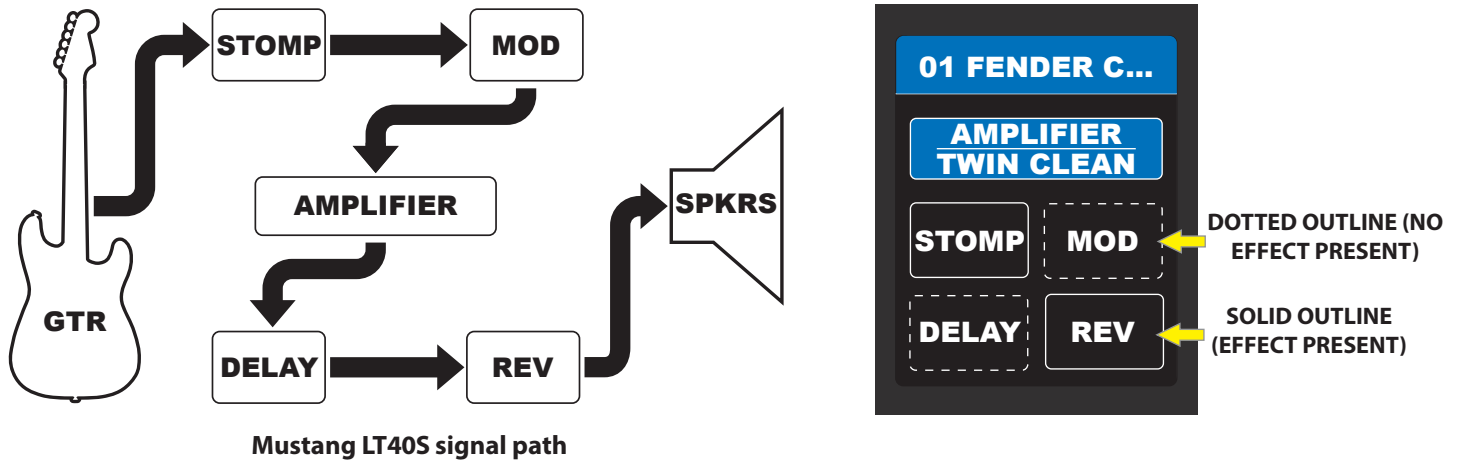 GTR
STOMP
MOD
AMPLIFIER
DELAY
REV
SPKRS
Mustang LT40S signal path
01 FENDER C...
AMPLIFIER
TWIN CLEAN
STOMP
MOD
DELAY
REV
DOTTED OUTLINE (NO
EFFECT PRESENT)
SOLID OUTLINE
(EFFECT PRESENT)